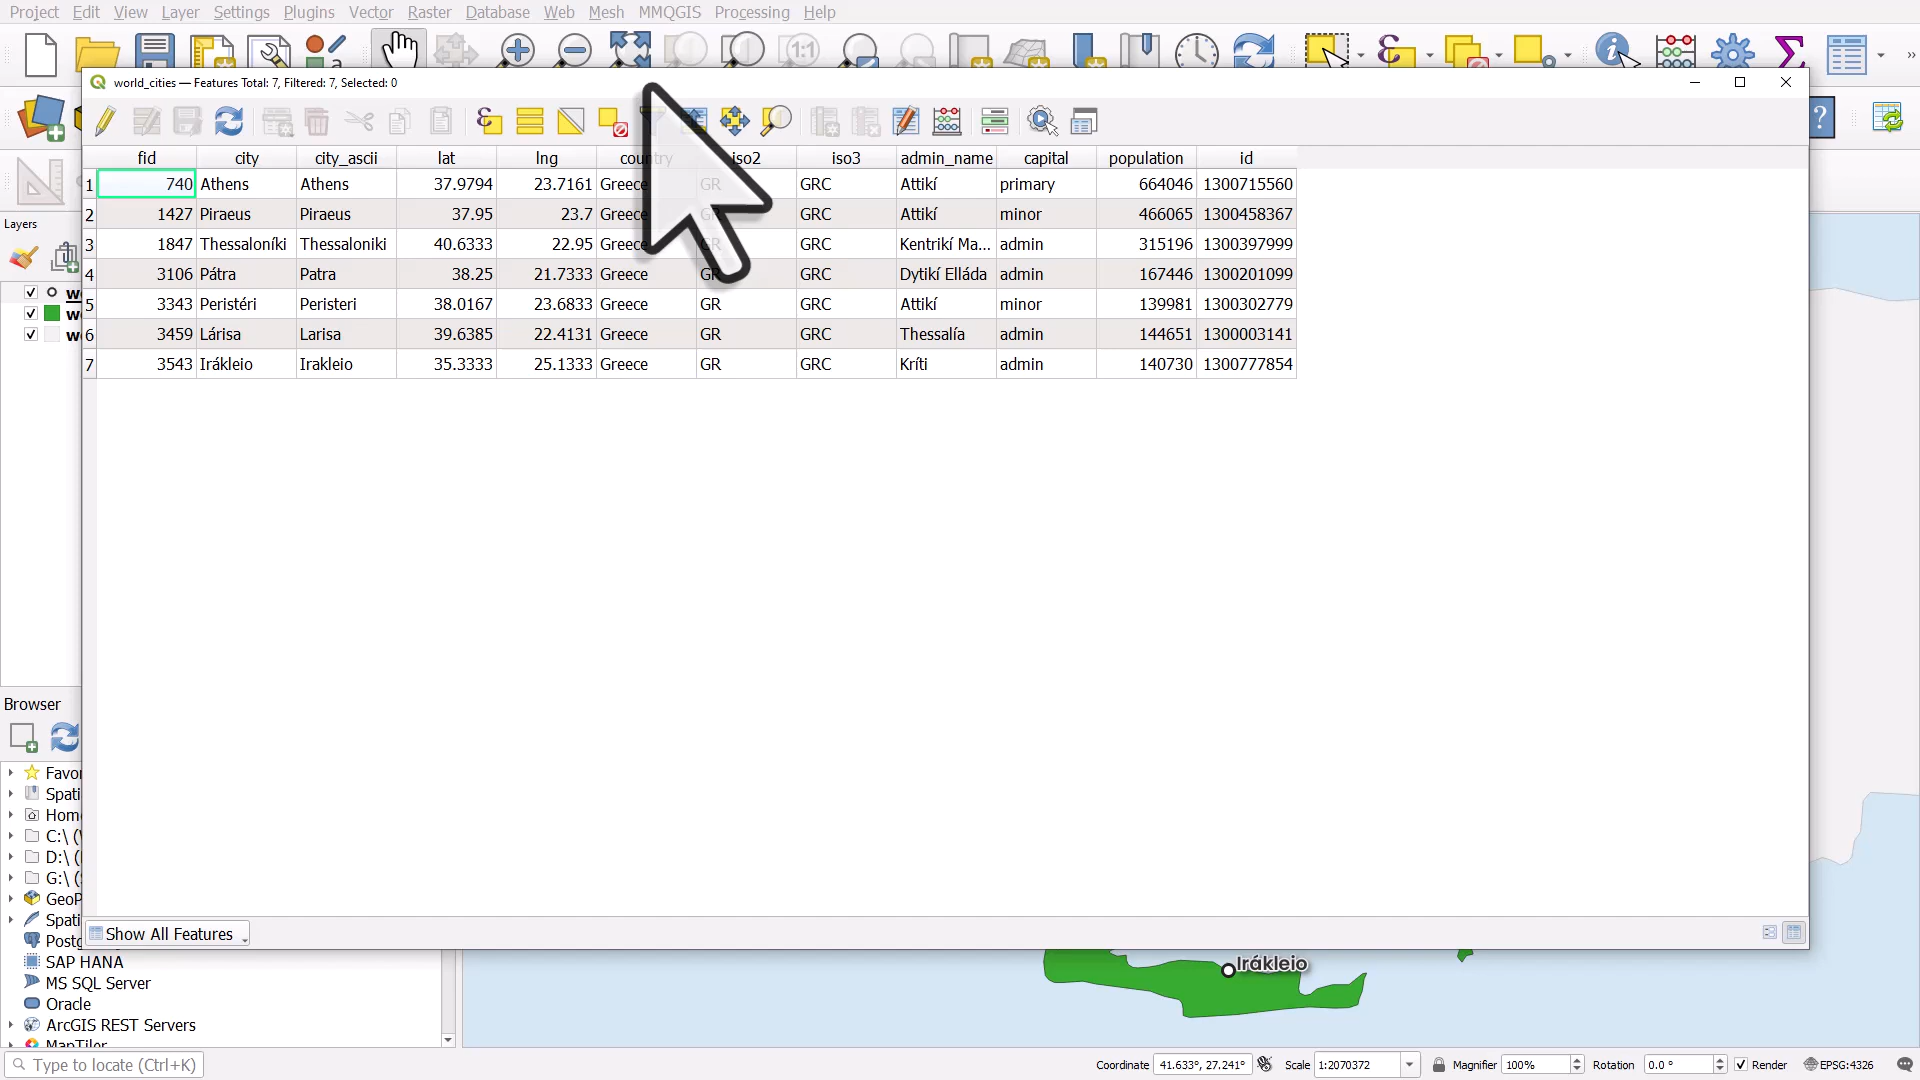 Project Edit View Layer Settings Plugins Vector Raster Database Web Mesh MMQGIS Processing Help
world_cities — Features Total: 7, Filtered: 7, Selected: 0
fid city city_ascii lat lng country iso2 iso3 admin_name capital population id
1 740 Athens Athens 37.9794 23.7161 Greece GR GRC Attikí primary 664046 1300715560
2 1427 Piraeus Piraeus 37.95 23.7 Greece GR GRC Attikí minor 466065 1300458367
3 1847 Thessaloníki Thessaloniki 40.6333 22.95 Greece GR GRC Kentrikí Ma... admin 315196 1300397999
4 3106 Pátra Patra 38.25 21.7333 Greece GR GRC Dytikí Elláda admin 167446 1300201099
5 3343 Peristéri Peristeri 38.0167 23.6833 Greece GR GRC Attikí minor 139981 1300302779
6 3459 Lárisa Larisa 39.6385 22.4131 Greece GR GRC Thessalía admin 144651 1300003141
7 3543 Irákleio Irakleio 35.3333 25.1333 Greece GR GRC Kríti admin 140730 1300777854
Show All Features
Layers
Browser
C:\
D:\
G:\
SAP HANA
MS SQL Server
Oracle
ArcGIS REST Servers
MapTiler
Irákleio
Type to locate (Ctrl+K)
Coordinate 41.633°, 27.241° Scale 1:2070372 Magnifier 100% Rotation 0.0 ° Render EPSG:4326